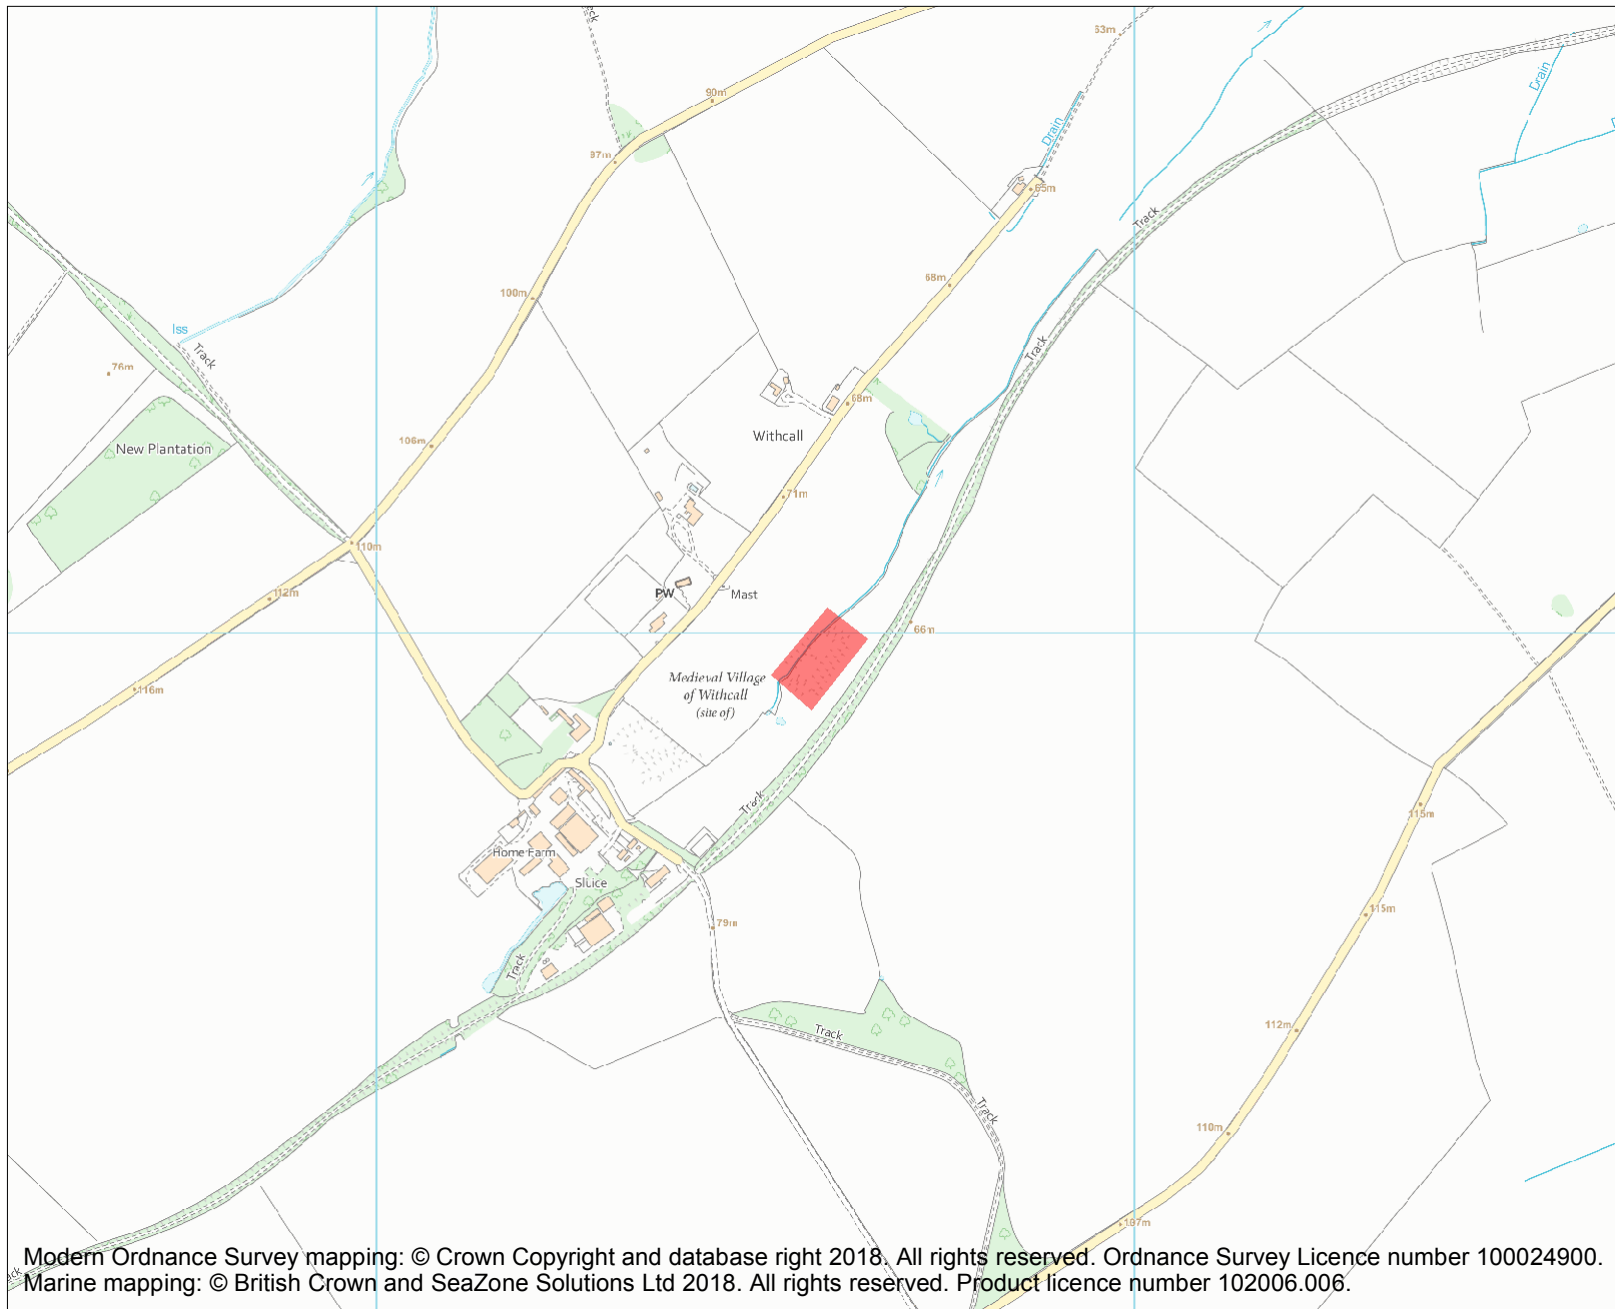 63m
Drain
90m
97m
Drain
65m
Track
68m
100m
Iss
Track
Track
76m
68m
Withcall
106m
New Plantation
71m
110m
112m
Mast
PW
66m
Medieval Village
of Withcall
(site of)
116m
Track
115m
Home Farm
Sluice
115m
79m
Track
112m
Track
Track
110m
107m
Modern Ordnance Survey mapping: © Crown Copyright and database right 2018. All rights reserved. Ordnance Survey Licence number 100024900.
Marine mapping: © British Crown and SeaZone Solutions Ltd 2018. All rights reserved. Product licence number 102006.006.